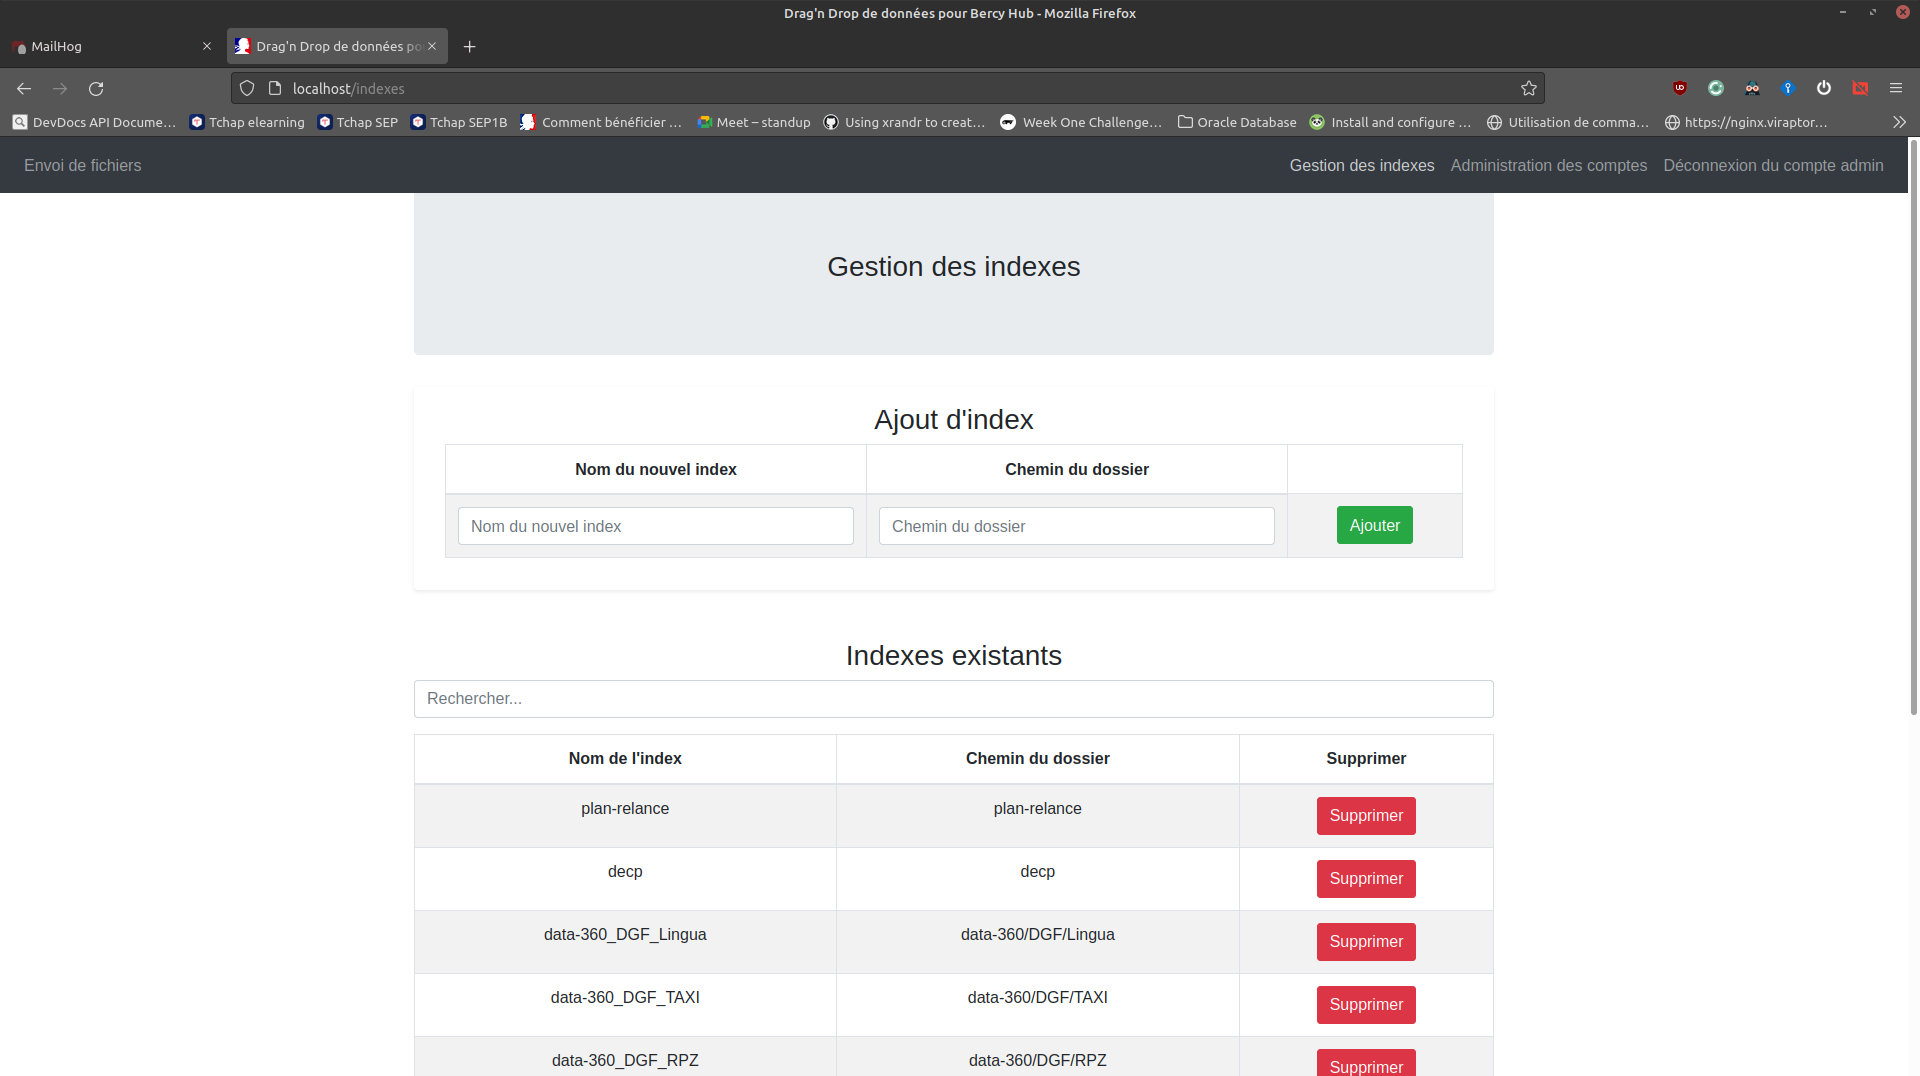 Drag'n Drop de données pour Bercy Hub - Mozilla Firefox
MailHog
Drag'n Drop de données po
localhost/indexes
DevDocs API Docume…
Tchap elearning
Tchap SEP
Tchap SEP1B
Comment bénéficier …
Meet – standup
Using xrandr to creat…
Week One Challenge…
Oracle Database
Install and configure …
Utilisation de comma…
https://nginx.viraptor…
Envoi de fichiers
Gestion des indexes
Administration des comptes
Déconnexion du compte admin
Gestion des indexes
Ajout d'index
Nom du nouvel index
Chemin du dossier
Nom du nouvel index
Chemin du dossier
Ajouter
Indexes existants
Rechercher...
Nom de l'index
Chemin du dossier
Supprimer
plan-relance
plan-relance
Supprimer
decp
decp
Supprimer
data-360_DGF_Lingua
data-360/DGF/Lingua
Supprimer
data-360_DGF_TAXI
data-360/DGF/TAXI
Supprimer
data-360_DGF_RPZ
data-360/DGF/RPZ
Supprimer